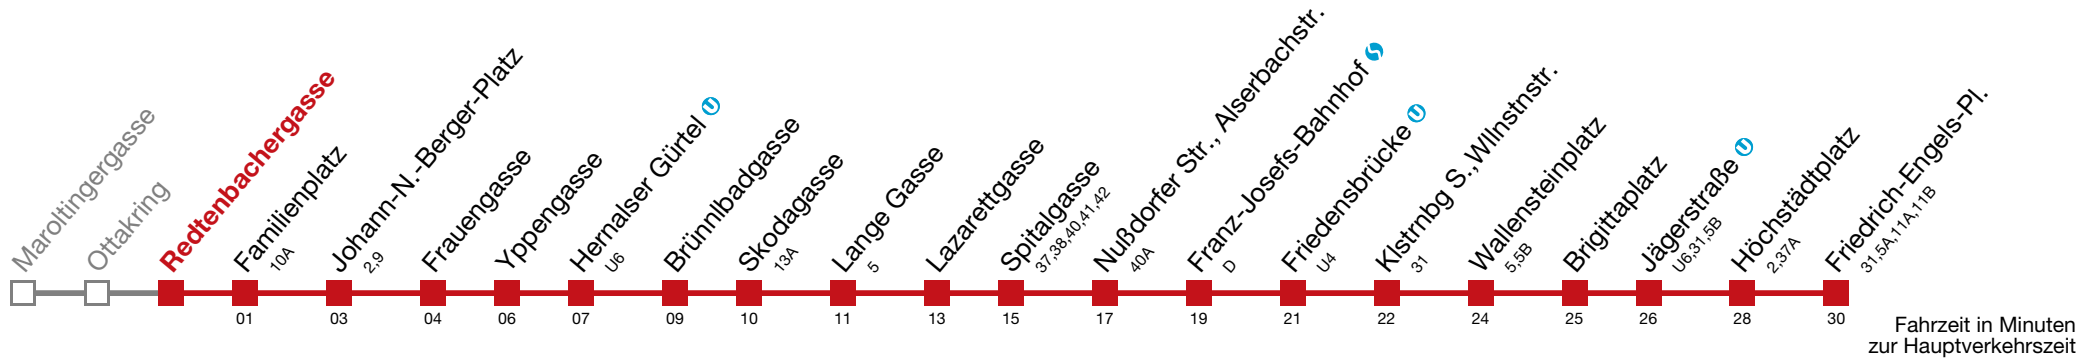 Maroltingergasse
Ottakring
Redtenbachergasse
Familienplatz
10A
Johann-N.-Berger-Platz
2,9
Frauengasse
Yppengasse
Hernalser Gürtel U
U6
Brünnlbadgasse
Skodagasse
13A
Lange Gasse
5
Lazarettgasse
Spitalgasse
37,38,40,41,42
Nußdorfer Str., Alserbachstr.
40A
Franz-Josefs-Bahnhof S
D
Friedensbrücke U
U4
Klstrnbg S.,Wllnstnstr.
31
Wallensteinplatz
5,5B
Brigittaplatz
Jägerstraße U
U6,31,5B
Höchstädtplatz
2,37A
Friedrich-Engels-Pl.
31,5A,11A,11B
01 03 04 06 07 09 10 11 13 15 17 19 21 22 24 25 26 28 30
Fahrzeit in Minuten
zur Hauptverkehrszeit